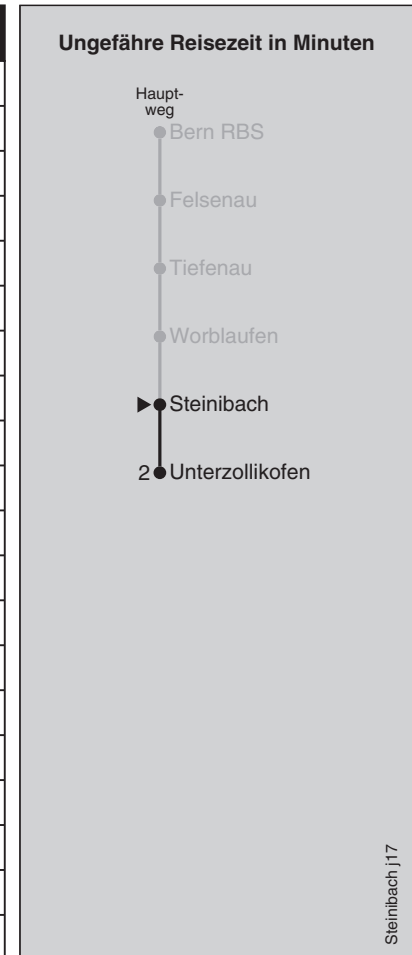 Ungefähre Reisezeit in Minuten
Haupt-
weg
Bern RBS
Felsenau
Tiefenau
Worblaufen
Steinibach
2 Unterzollikofen
Steinibach j17